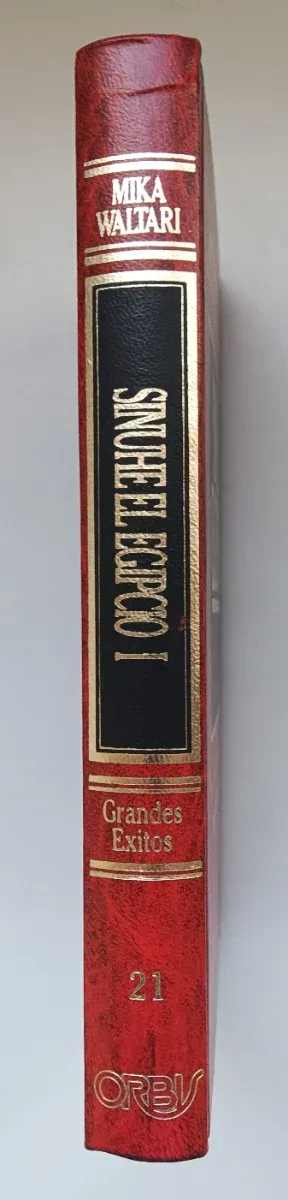 MIKA
WALTARI
SINUHE EL EGIPCIO I
Grandes
Exitos
21
ORBIS